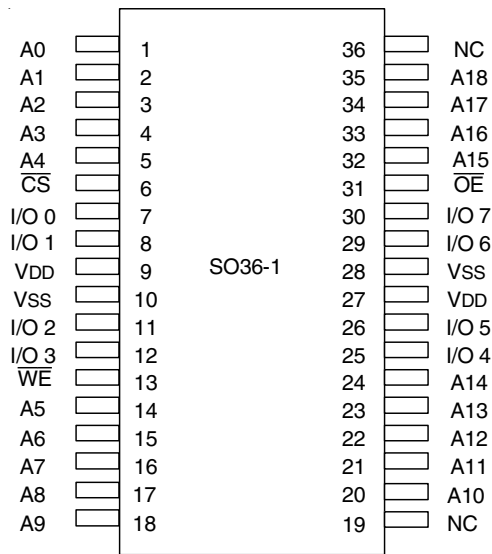 A0 1 36 NC
A1 2 35 A18
A2 3 34 A17
A3 4 33 A16
A4 5 32 A15
CS 6 31 OE
I/O 0 7 30 I/O 7
I/O 1 8 29 I/O 6
VDD 9 SO36-1 28 VSS
VSS 10 27 VDD
I/O 2 11 26 I/O 5
I/O 3 12 25 I/O 4
WE 13 24 A14
A5 14 23 A13
A6 15 22 A12
A7 16 21 A11
A8 17 20 A10
A9 18 19 NC